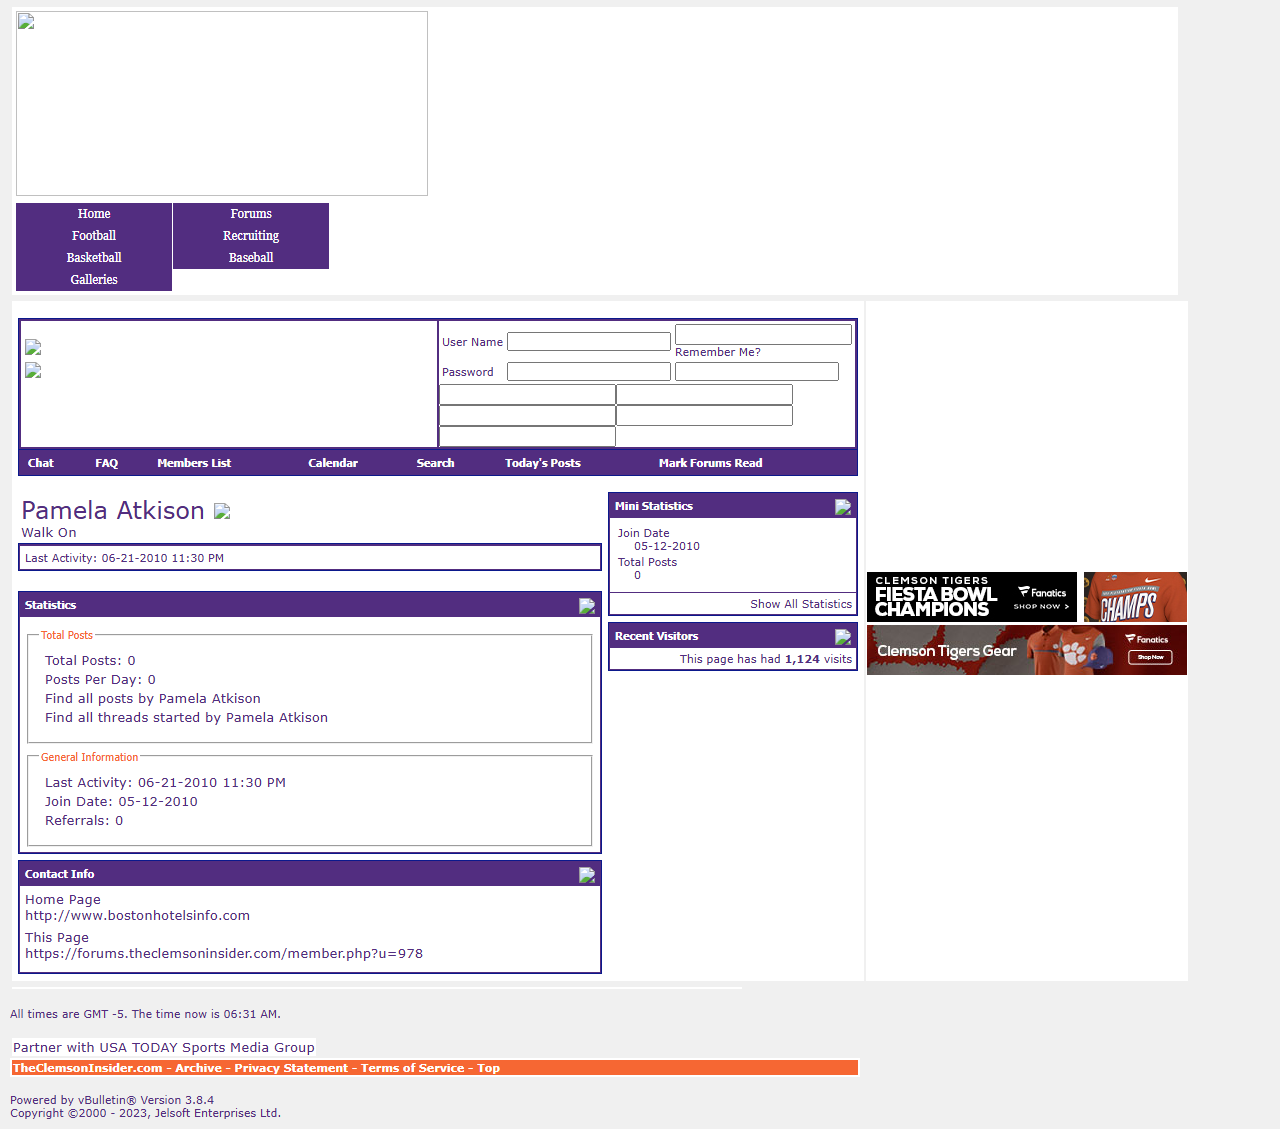 Home
Forums
Football
Recruiting
Basketball
Baseball
Galleries
User Name
Remember Me?
Password
Chat
FAQ
Members List
Calendar
Search
Today's Posts
Mark Forums Read
Pamela Atkison
Walk On
Last Activity: 06-21-2010 11:30 PM
Statistics
Total Posts
Total Posts: 0
Posts Per Day: 0
Find all posts by Pamela Atkison
Find all threads started by Pamela Atkison
General Information
Last Activity: 06-21-2010 11:30 PM
Join Date: 05-12-2010
Referrals: 0
Contact Info
Home Page
http://www.bostonhotelsinfo.com
This Page
https://forums.theclemsoninsider.com/member.php?u=978
Mini Statistics
Join Date
05-12-2010
Total Posts
0
Show All Statistics
Recent Visitors
This page has had 1,124 visits
CLEMSON TIGERS
FIESTA BOWL
CHAMPIONS
Fanatics
SHOP NOW >
CHAMPS
Clemson Tigers Gear
Fanatics
Shop Now
All times are GMT -5. The time now is 06:31 AM.
Partner with USA TODAY Sports Media Group
TheClemsonInsider.com - Archive - Privacy Statement - Terms of Service - Top
Powered by vBulletin® Version 3.8.4
Copyright ©2000 - 2023, Jelsoft Enterprises Ltd.